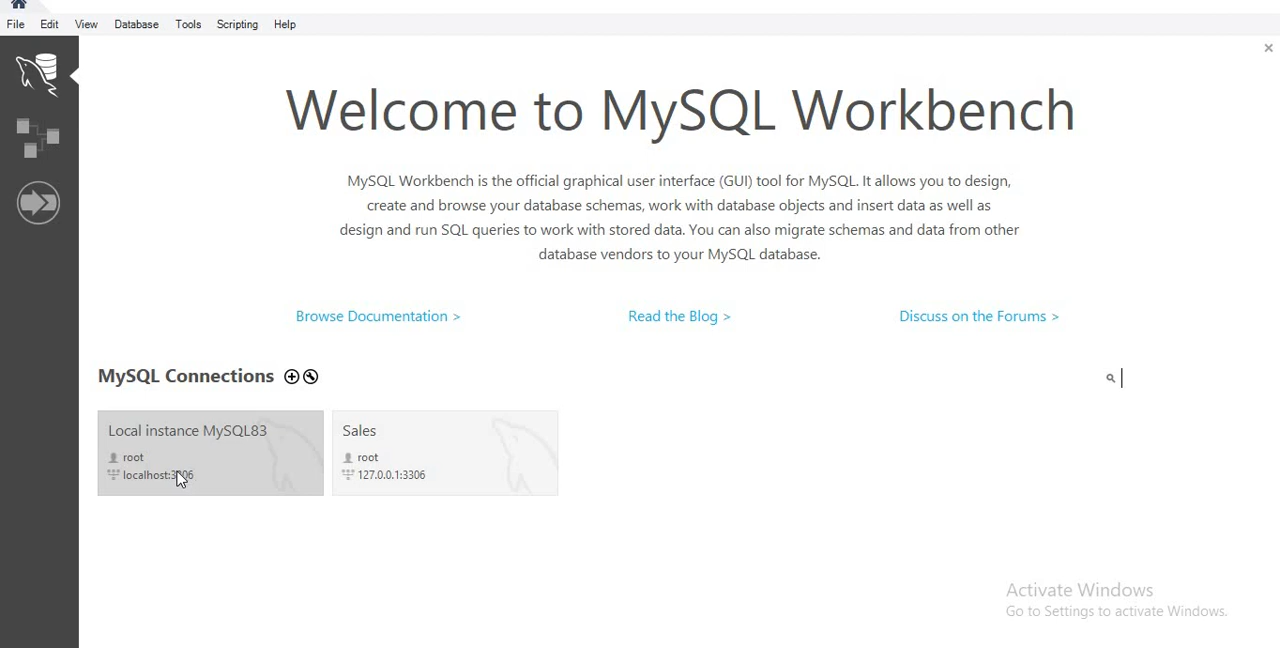 File Edit View Database Tools Scripting Help
Welcome to MySQL Workbench
MySQL Workbench is the official graphical user interface (GUI) tool for MySQL. It allows you to design,
create and browse your database schemas, work with database objects and insert data as well as
design and run SQL queries to work with stored data. You can also migrate schemas and data from other
database vendors to your MySQL database.
Browse Documentation > Read the Blog > Discuss on the Forums >
MySQL Connections
Local instance MySQL83
root
localhost:3306
Sales
root
127.0.0.1:3306
Activate Windows
Go to Settings to activate Windows.